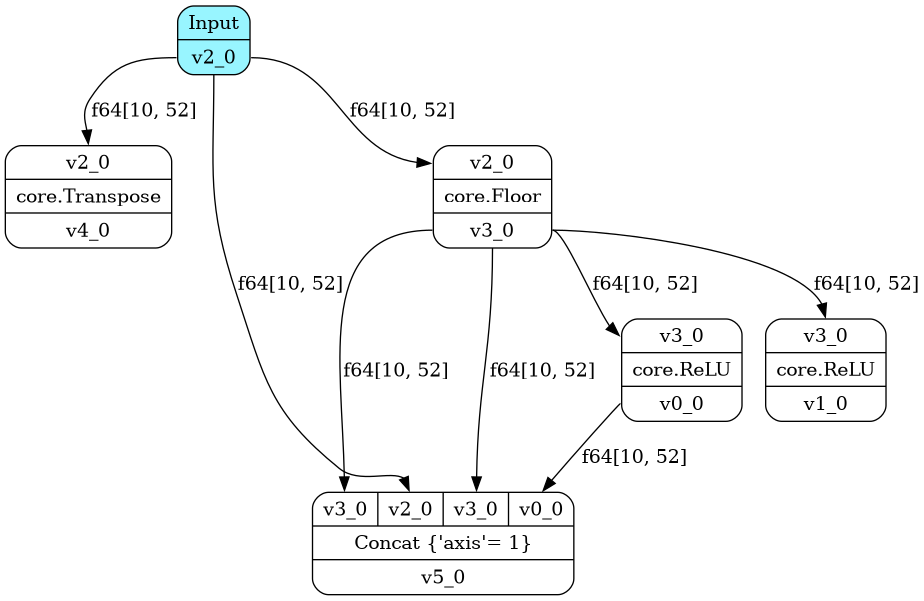 Input
v2_0
f64[10, 52]
f64[10, 52]
v2_0
core.Transpose
v4_0
v2_0
core.Floor
v3_0
f64[10, 52]
f64[10, 52]
f64[10, 52]
v3_0
core.ReLU
v0_0
v3_0
core.ReLU
v1_0
f64[10, 52]
f64[10, 52]
f64[10, 52]
v3_0 v2_0 v3_0 v0_0
Concat {'axis'= 1}
v5_0